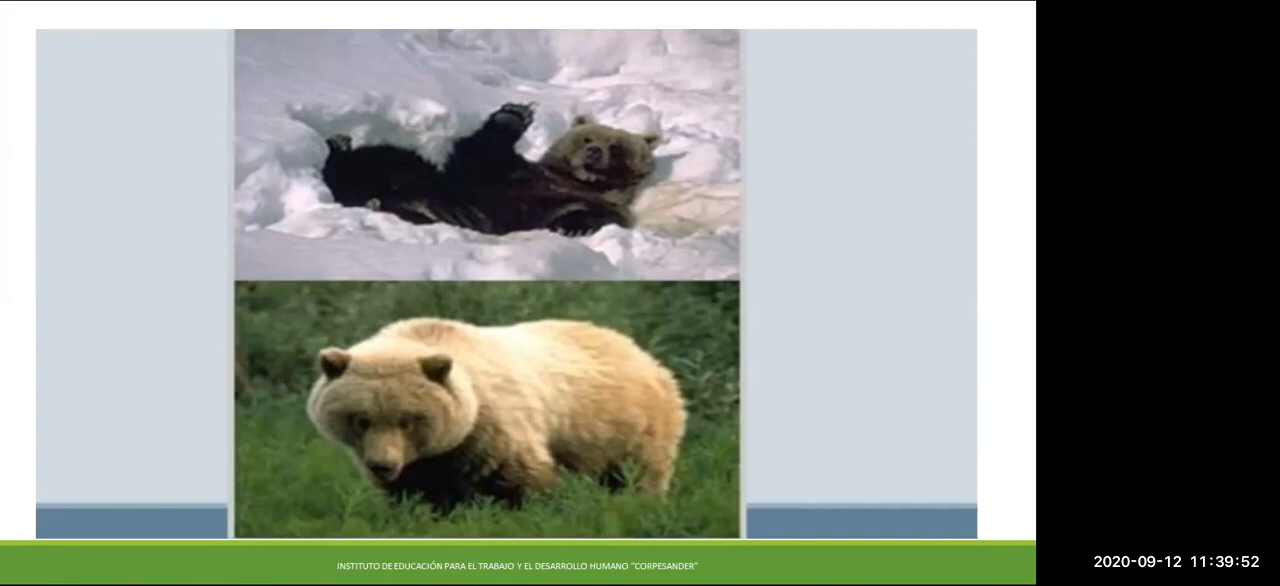 INSTITUTO DE EDUCACIÓN PARA EL TRABAJO Y EL DESARROLLO HUMANO “CORPESANDER”
2020-09-12 11:39:52